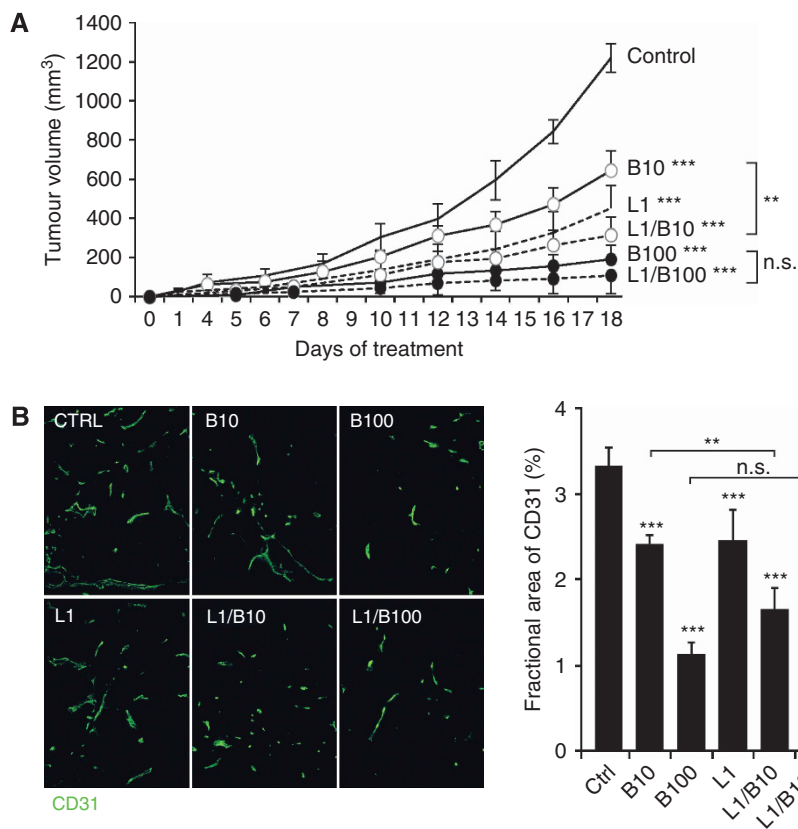 A
1400
1200
1000
800
600
400
200
0
Tumour volume (mm³)
Control
B10 ***
L1 ***
L1/B10 ***
B100 ***
L1/B100 ***
**
n.s.
0 1 4 5 6 7 10 11 12 13 14 15 16 17 18
Days of treatment
B
CTRL
B10
B100
L1
L1/B10
L1/B100
CD31
4
3
2
1
0
Fractional area of CD31 (%)
**
n.s.
***
***
***
***
Ctrl
B10
B100
L1
L1/B10